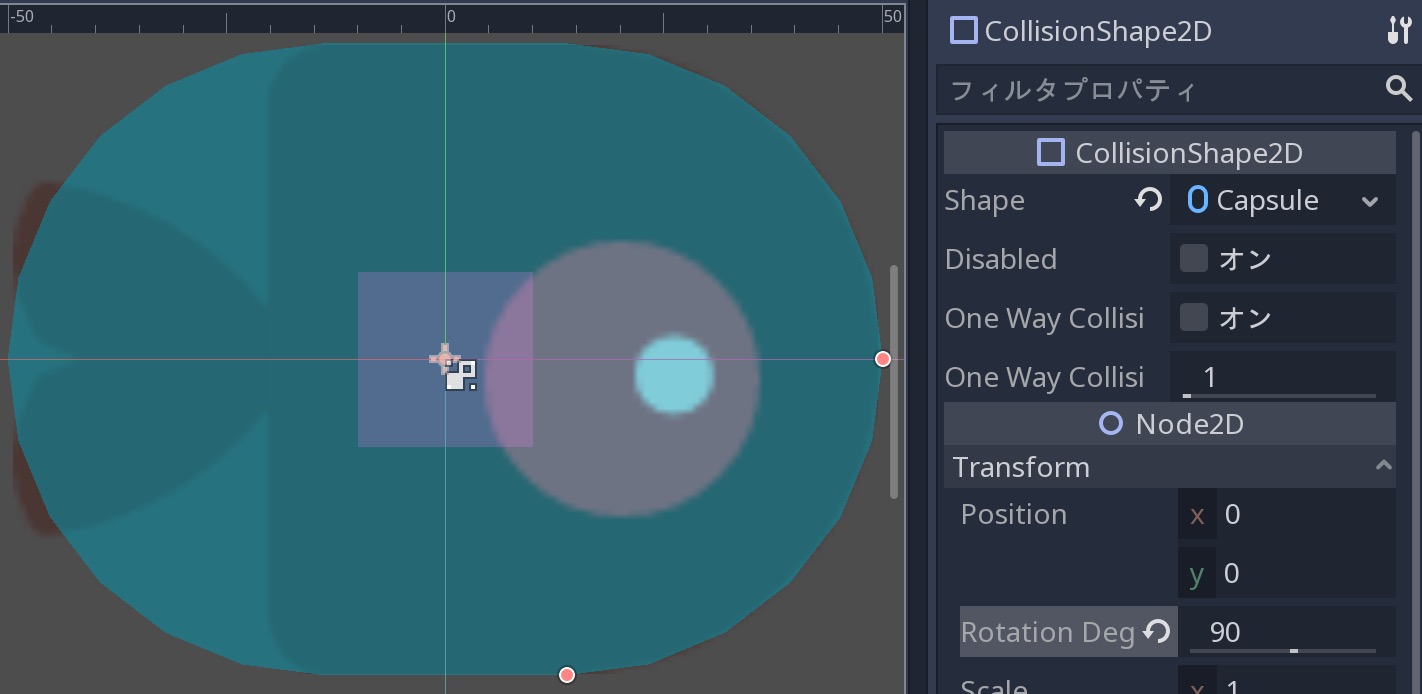 -50 0 50
CollisionShape2D
フィルタプロパティ
CollisionShape2D
Shape Capsule
Disabled オン
One Way Collisi オン
One Way Collisi 1
Node2D
Transform
Position x 0
y 0
Rotation Deg 90
Scale x 1